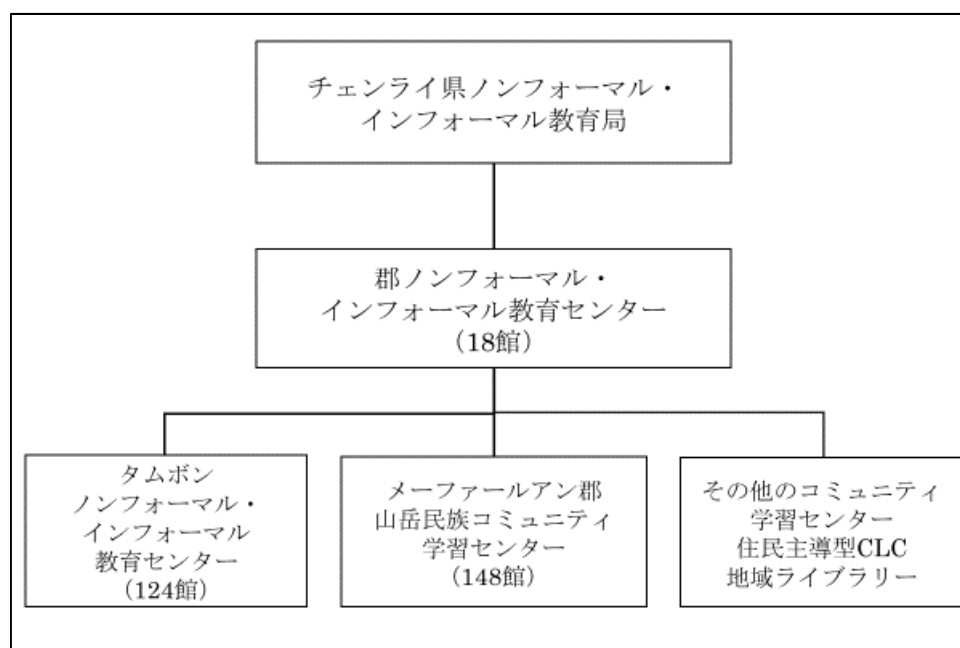 チェンライ県ノンフォーマル・
インフォーマル教育局
郡ノンフォーマル・
インフォーマル教育センター
（18館）
タムボン
ノンフォーマル・
インフォーマル
教育センター
（124館）
メーファールアン郡
山岳民族コミュニティ
学習センター
（148館）
その他のコミュニティ
学習センター
住民主導型CLC
地域ライブラリー